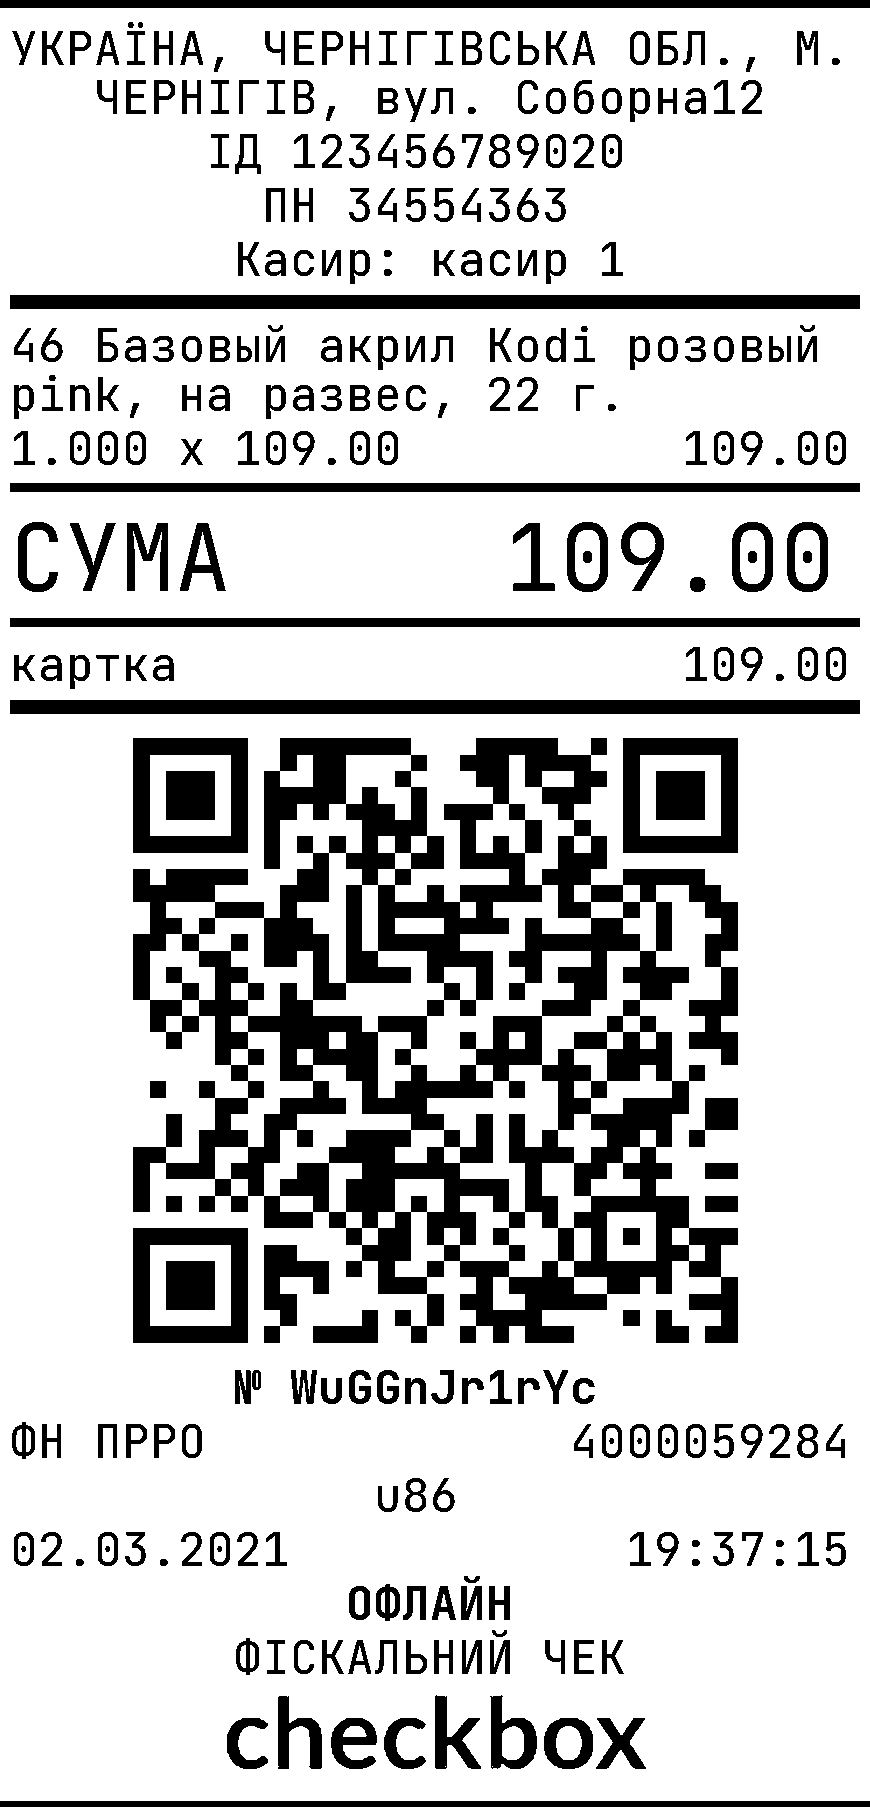 УКРАЇНА, ЧЕРНІГІВСЬКА ОБЛ., М.
ЧЕРНІГІВ, вул. Соборна12
ІД 123456789020
ПН 34554363
Касир: касир 1
46 Базовый акрил Kodi розовый
pink, на развес, 22 г.
1.000 x 109.00 109.00
СУМА 109.00
картка 109.00
№ WuGGnJr1rYc
ФН ПРРО 4000059284
u86
02.03.2021 19:37:15
ОФЛАЙН
ФІСКАЛЬНИЙ ЧЕК
checkbox